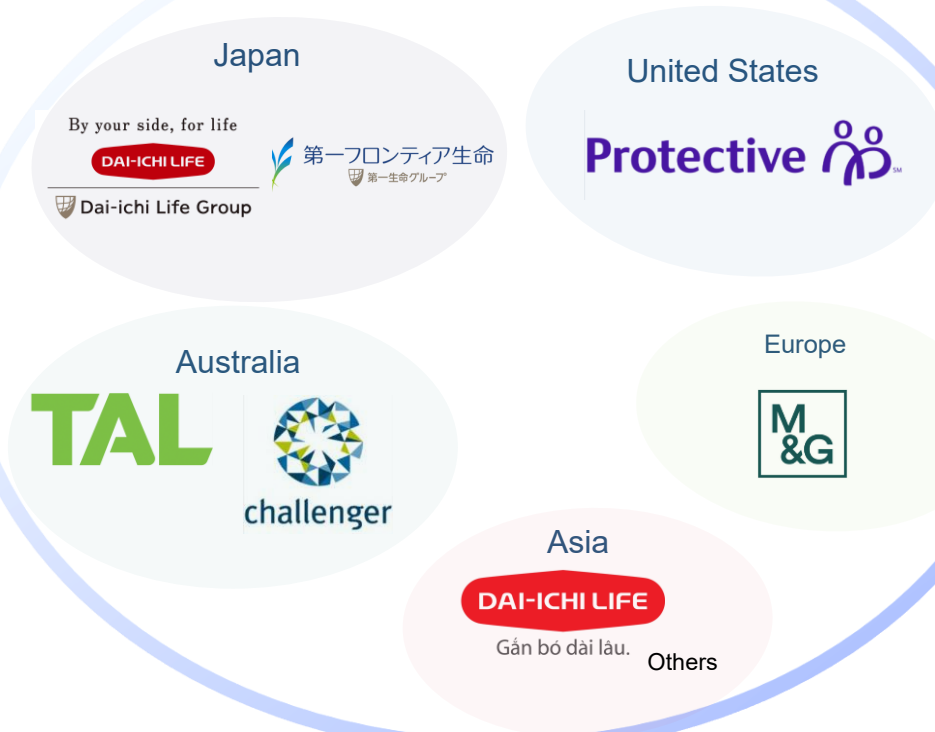 Japan
By your side, for life
DAI-ICHI LIFE
Dai-ichi Life Group
第一フロンティア生命
第一生命グループ
United States
Protective
SM
Australia
TAL
challenger
Europe
M
&G
Asia
DAI-ICHI LIFE
Gắn bó dài lâu.
Others